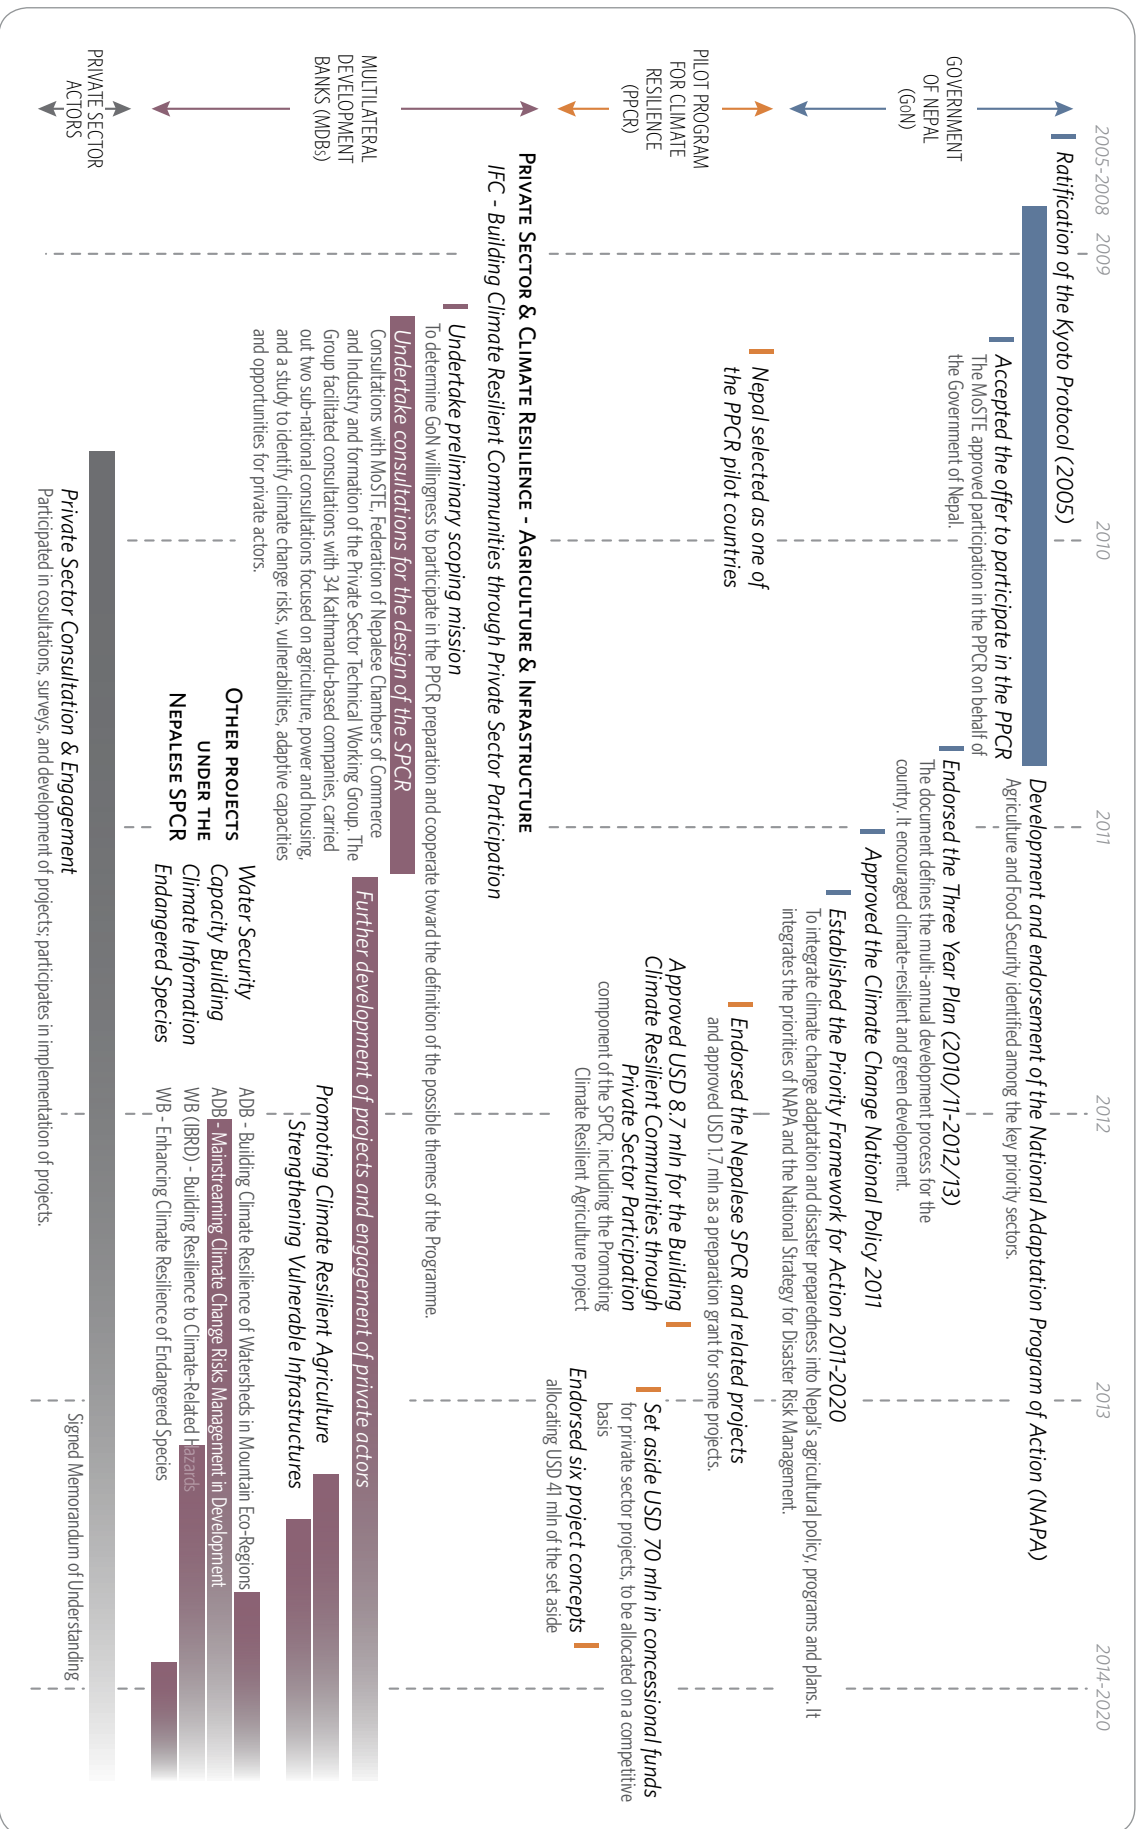 2005-2008
2009
2010
2011
2012
2013
2014-2020
GOVERNMENT
OF NEPAL
(GoN)
Ratification of the Kyoto Protocol (2005)
Development and endorsement of the National Adaptation Program of Action (NAPA)
Agriculture and Food Security identified among the key priority sectors.
Accepted the offer to participate in the PPCR
The MoSTE approved participation in the PPCR on behalf of
the Government of Nepal.
Endorsed the Three Year Plan (2010/11-2012/13)
The document defines the multi-annual development process for the
country. It encouraged climate-resilient and green development.
Approved the Climate Change National Policy 2011
Established the Priority Framework for Action 2011-2020
To integrate climate change adaptation and disaster preparedness into Nepal's agricultural policy, programs and plans. It
integrates the priorities of NAPA and the National Strategy for Disaster Risk Management.
PILOT PROGRAM
FOR CLIMATE
RESILIENCE
(PPCR)
Nepal selected as one of
the PPCR pilot countries
Endorsed the Nepalese SPCR and related projects
and approved USD 1.7 mln as a preparation grant for some projects.
Approved USD 8.7 mln for the Building
Climate Resilient Communities through
Private Sector Participation
component of the SPCR, including the Promoting
Climate Resilient Agriculture project
Set aside USD 70 mln in concessional funds
for private sector projects, to be allocated on a competitive
basis
Endorsed six project concepts
allocating USD 41 mln of the set aside
MULTILATERAL
DEVELOPMENT
BANKS (MDBs)
PRIVATE SECTOR & CLIMATE RESILIENCE - AGRICULTURE & INFRASTRUCTURE
IFC - Building Climate Resilient Communities through Private Sector Participation
Undertake preliminary scoping mission
To determine GoN willingness to participate in the PPCR preparation and cooperate toward the definition of the possible themes of the Programme.
Undertake consultations for the design of the SPCR
Consultations with MoSTE, Federation of Nepalese Chambers of Commerce
and Industry and formation of the Private Sector Technical Working Group. The
Group facilitated consultations with 34 Kathmandu-based companies, carried
out two sub-national consultations focused on agriculture, power and housing,
and a study to identify climate change risks, vulnerabilities, adaptive capacities
and opportunities for private actors.
Further development of projects and engagement of private actors
Promoting Climate Resilient Agriculture
Strengthening Vulnerable Infrastructures
OTHER PROJECTS
UNDER THE
NEPALESE SPCR
Water Security
Capacity Building
Climate Information
Endangered Species
ADB - Building Climate Resilience of Watersheds in Mountain Eco-Regions
ADB - Mainstreaming Climate Change Risks Management in Development
WB (IBRD) - Building Resilience to Climate-Related Hazards
WB - Enhancing Climate Resilience of Endangered Species
PRIVATE SECTOR
ACTORS
Private Sector Consultation & Engagement
Participated in cosultations, surveys, and development of projects; participates in implementation of projects.
Signed Memorandum of Understanding